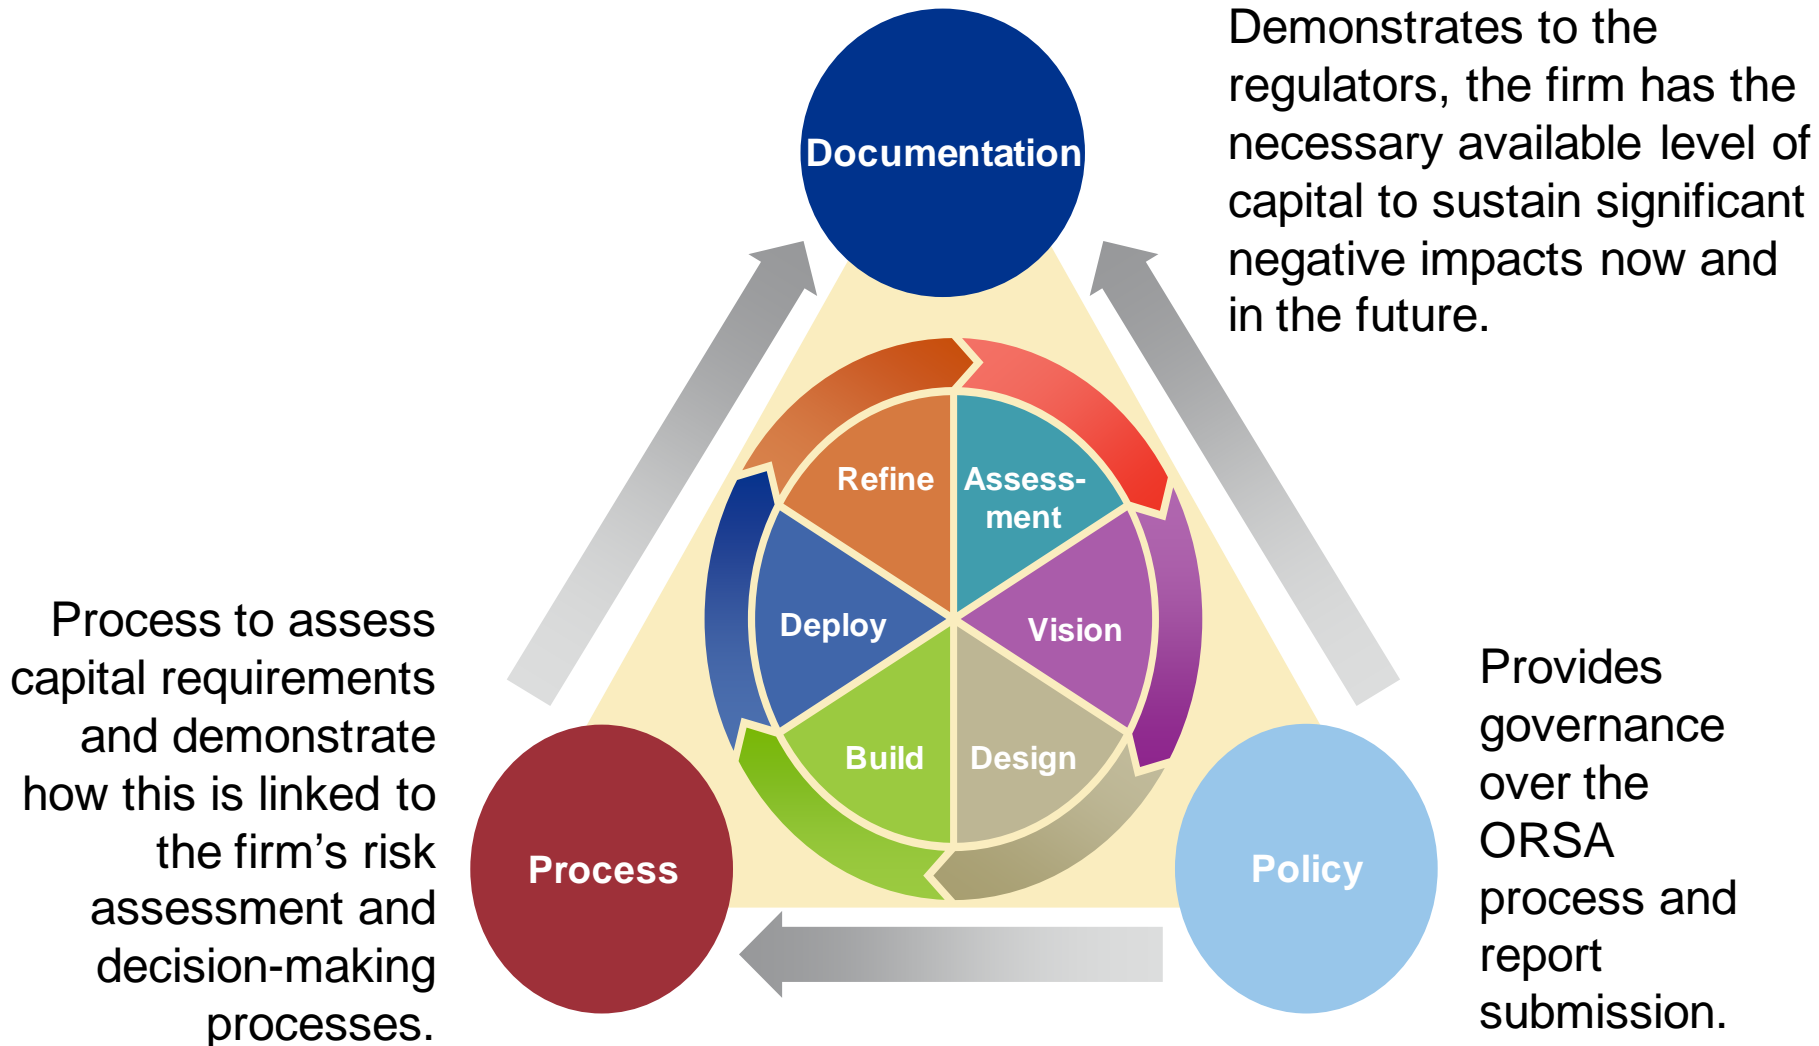 Documentation
Demonstrates to the
regulators, the firm has the
necessary available level of
capital to sustain significant
negative impacts now and
in the future.
Refine
Assess-
ment
Deploy
Vision
Build
Design
Process to assess
capital requirements
and demonstrate
how this is linked to
the firm’s risk
assessment and
decision-making
processes.
Process
Policy
Provides
governance
over the
ORSA
process and
report
submission.